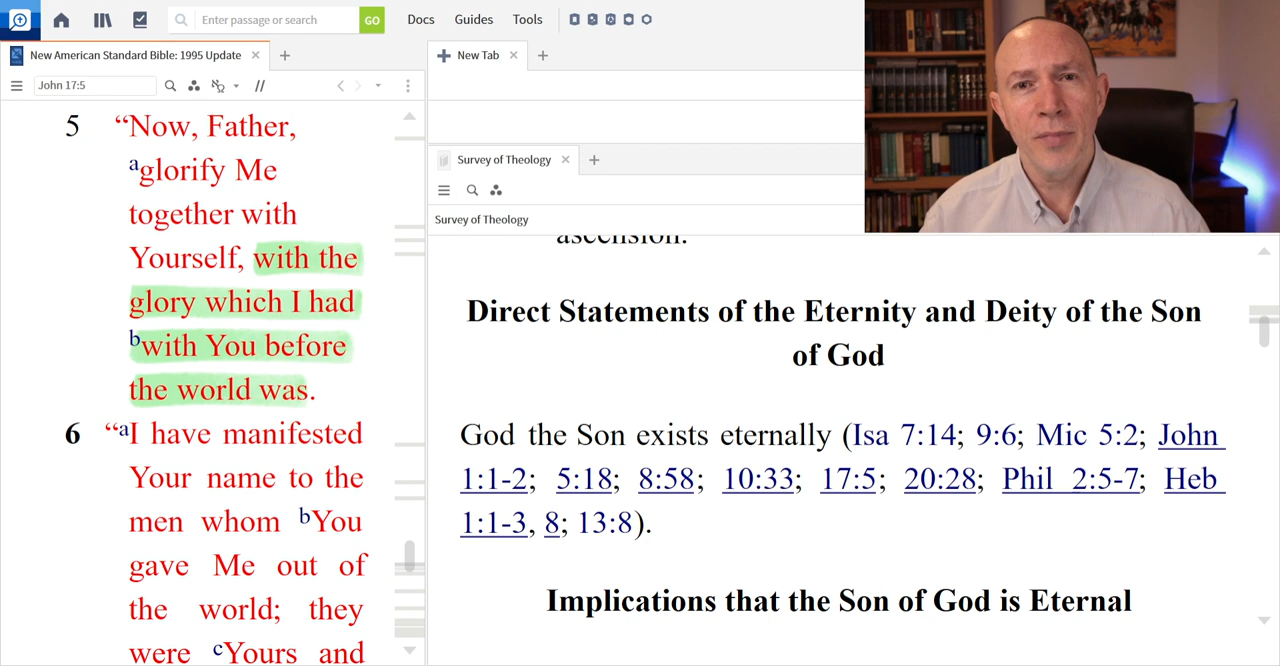 Enter passage or search
GO
Docs
Guides
Tools
New American Standard Bible: 1995 Update
New Tab
John 17:5
5 “Now, Father,
aglorify Me
together with
Yourself, with the
glory which I had
bwith You before
the world was.
6 “aI have manifested
Your name to the
men whom bYou
gave Me out of
the world; they
were cYours and
Survey of Theology
Survey of Theology
ascension.
Direct Statements of the Eternity and Deity of the Son
of God
God the Son exists eternally (Isa 7:14; 9:6; Mic 5:2; John
1:1-2; 5:18; 8:58; 10:33; 17:5; 20:28; Phil 2:5-7; Heb
1:1-3, 8; 13:8).
Implications that the Son of God is Eternal